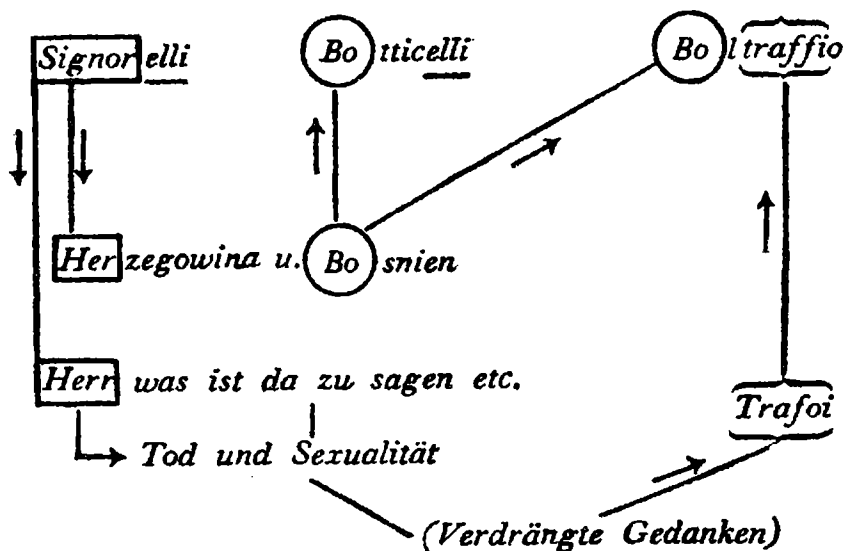 Signorelli Botticelli Boltraffio
Herzegowina u. Bosnien
Herr was ist da zu sagen etc.
Trafoi
Tod und Sexualität
(Verdrängte Gedanken)